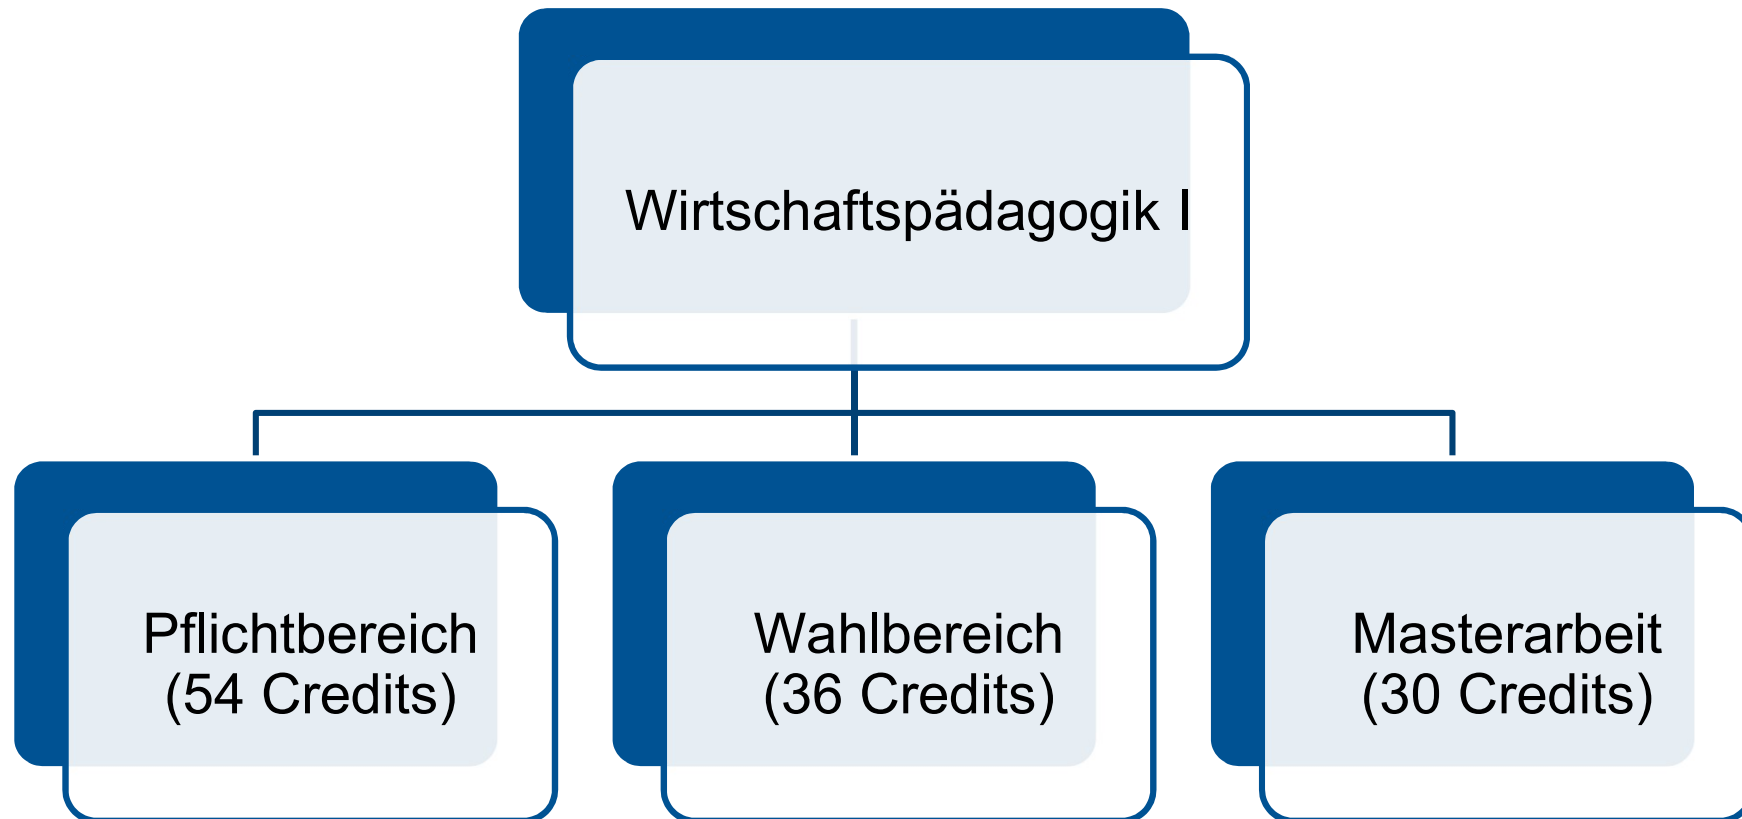 Wirtschaftspädagogik I
Pflichtbereich
(54 Credits)
Wahlbereich
(36 Credits)
Masterarbeit
(30 Credits)